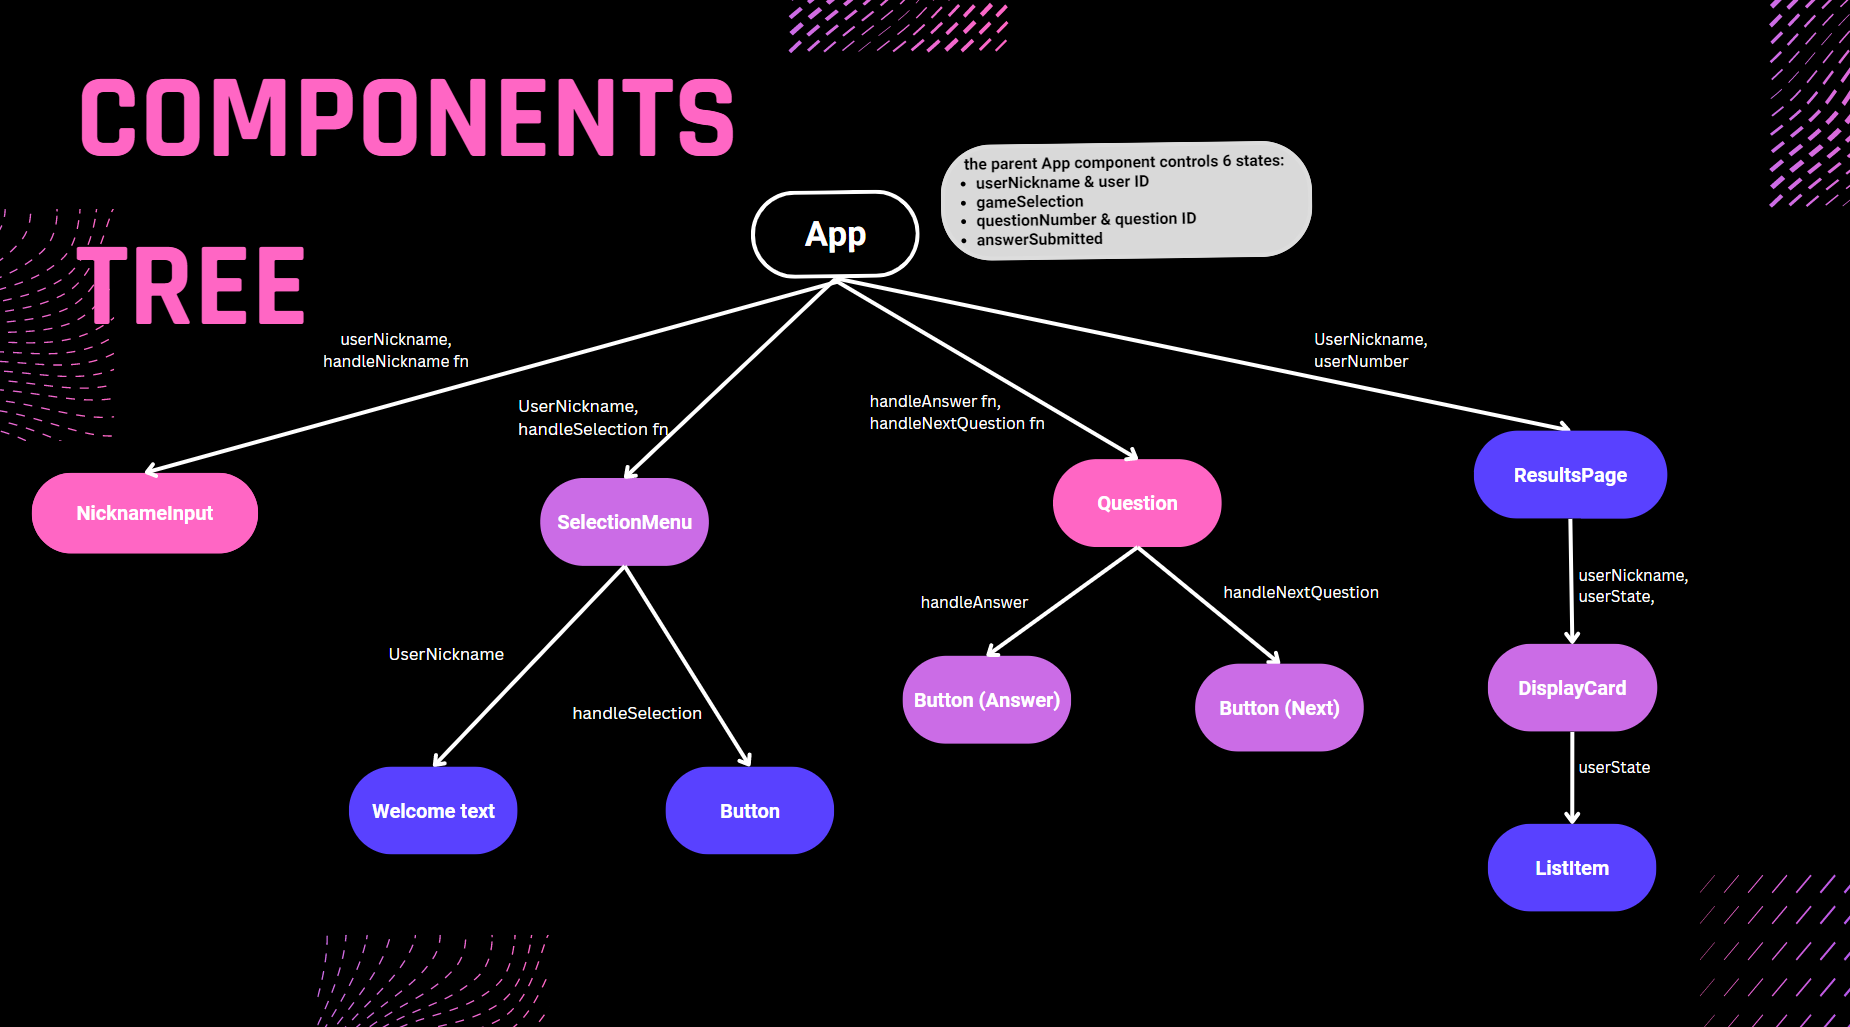 COMPONENTS
TREE
App
the parent App component controls 6 states:
• userNickname & user ID
• gameSelection
• questionNumber & question ID
• answerSubmitted
userNickname,
handleNickname fn
UserNickname,
handleSelection fn
handleAnswer fn,
handleNextQuestion fn
UserNickname,
userNumber
NicknameInput
SelectionMenu
Question
ResultsPage
UserNickname
handleSelection
handleAnswer
handleNextQuestion
userNickname,
userState,
Welcome text
Button
Button (Answer)
Button (Next)
DisplayCard
userState
ListItem